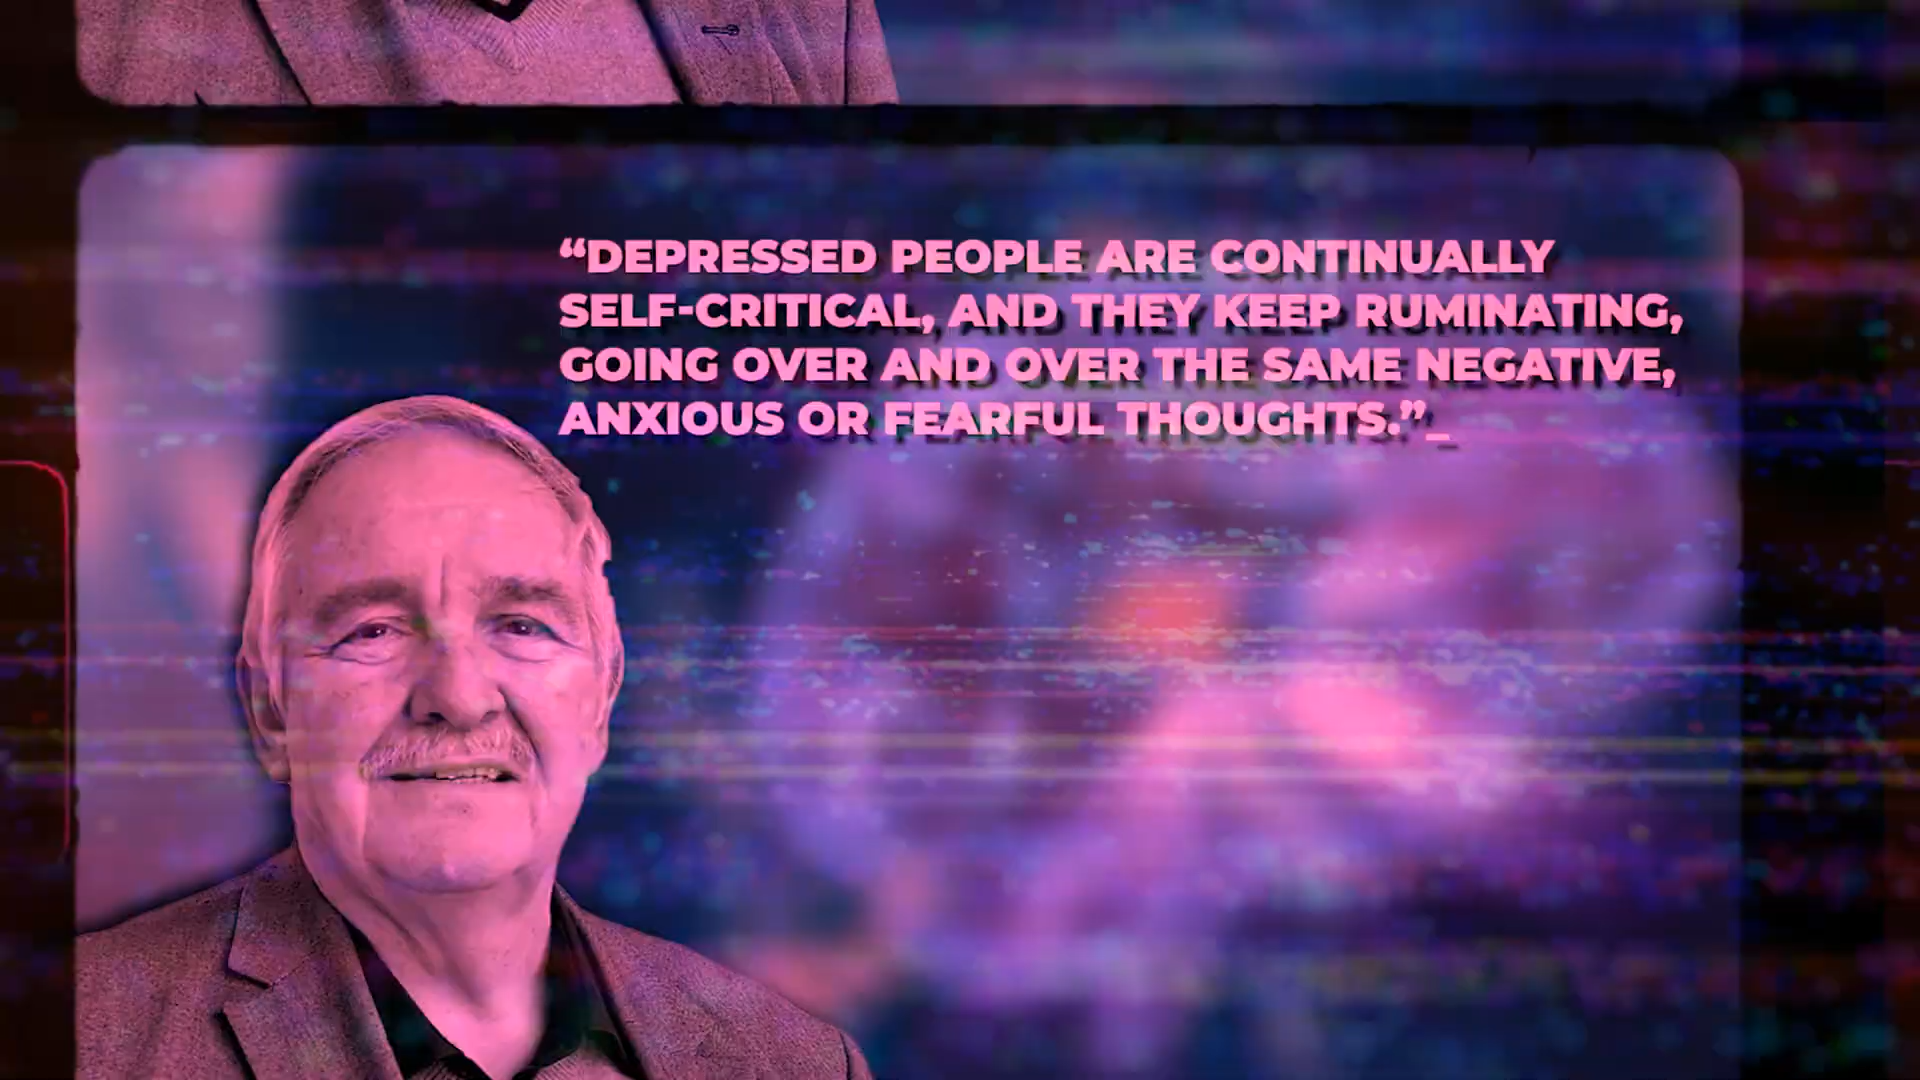 “DEPRESSED PEOPLE ARE CONTINUALLY
SELF-CRITICAL, AND THEY KEEP RUMINATING,
GOING OVER AND OVER THE SAME NEGATIVE,
ANXIOUS OR FEARFUL THOUGHTS.”_